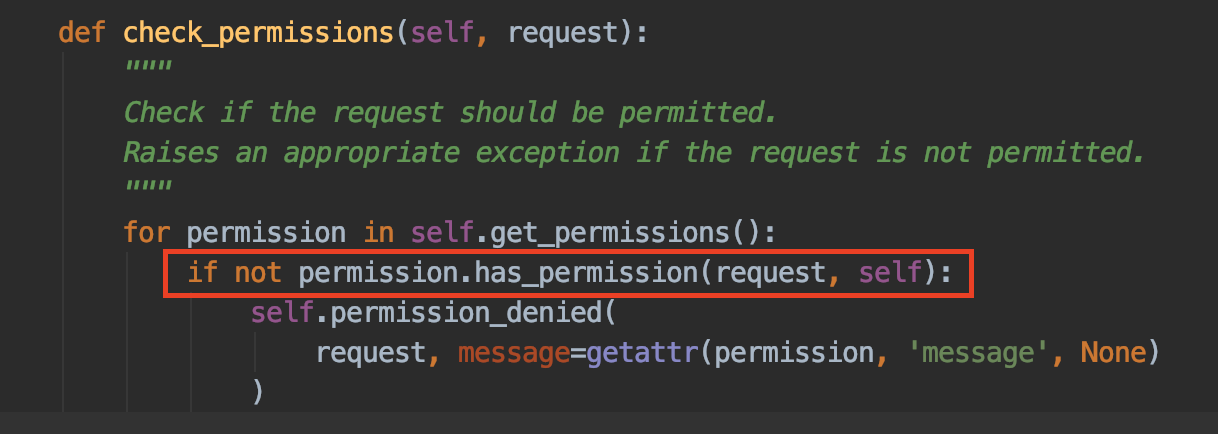 def check_permissions(self, request):
"""
Check if the request should be permitted.
Raises an appropriate exception if the request is not permitted.
"""
for permission in self.get_permissions():
if not permission.has_permission(request, self):
self.permission_denied(
request, message=getattr(permission, 'message', None)
)